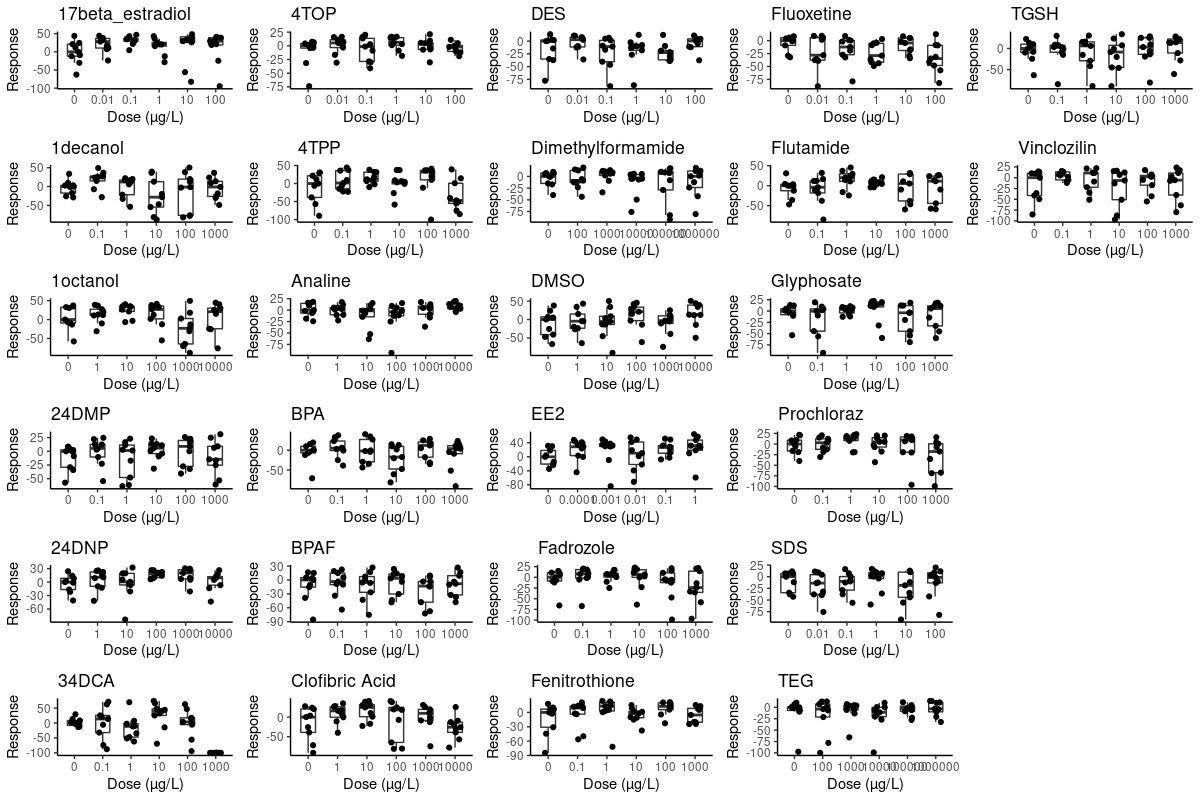 17beta_estradiol
Response
50
0
-50
-100
0 0.01 0.1 1 10 100
Dose (µg/L)
4TOP
Response
25
0
-25
-50
-75
0 0.01 0.1 1 10 100
Dose (µg/L)
DES
Response
0
-25
-50
-75
0 0.01 0.1 1 10 100
Dose (µg/L)
Fluoxetine
Response
0
-25
-50
-75
0 0.01 0.1 1 10 100
Dose (µg/L)
TGSH
Response
0
-50
0 0.1 1 10 100 1000
Dose (µg/L)
1decanol
Response
50
0
-50
0 0.1 1 10 1000 10000
Dose (µg/L)
4TPP
Response
50
0
-50
-100
0 0.1 1 10 100 1000
Dose (µg/L)
Dimethylformamide
Response
0
-25
-50
-75
0 100 1000 10000 100000 1000000
Dose (µg/L)
Flutamide
Response
50
0
-50
0 0.1 1 10 100 1000
Dose (µg/L)
Vinclozilin
Response
25
0
-25
-50
-75
-100
0 0.1 1 10 100 1000
Dose (µg/L)
1octanol
Response
50
0
-50
0 1 10 100 1000 10000
Dose (µg/L)
Analine
Response
25
0
-25
-50
-75
0 1 10 100 1000 10000
Dose (µg/L)
DMSO
Response
50
0
-50
0 1 10 100 1000 10000
Dose (µg/L)
Glyphosate
Response
25
0
-25
-50
-75
0 0.1 1 10 100 1000
Dose (µg/L)
24DMP
Response
25
0
-25
-50
0 0.1 1 10 1000 10000
Dose (µg/L)
BPA
Response
0
-50
0 0.1 1 10 100 1000
Dose (µg/L)
EE2
Response
40
0
-40
-80
0 0.0001 0.001 0.01 0.1 1
Dose (µg/L)
Prochloraz
Response
25
0
-25
-50
-75
-100
0 0.1 1 10 100 1000
Dose (µg/L)
24DNP
Response
30
0
-30
-60
0 1 10 100 1000 10000
Dose (µg/L)
BPAF
Response
30
0
-30
-60
-90
0 0.1 1 10 100 1000
Dose (µg/L)
Fadrozole
Response
25
0
-25
-50
-75
-100
0 0.1 1 10 100 1000
Dose (µg/L)
SDS
Response
25
0
-25
-50
-75
0 0.01 0.1 1 10 100
Dose (µg/L)
34DCA
Response
50
0
-50
-100
0 0.1 1 10 100 1000
Dose (µg/L)
Clofibric Acid
Response
0
-50
0 1 10 100 1000 10000
Dose (µg/L)
Fenitrothione
Response
0
-30
-60
-90
0 0.1 1 10 100 1000
Dose (µg/L)
TEG
Response
0
-25
-50
-75
-100
0 100 1000 10000 100000 1000000
Dose (µg/L)